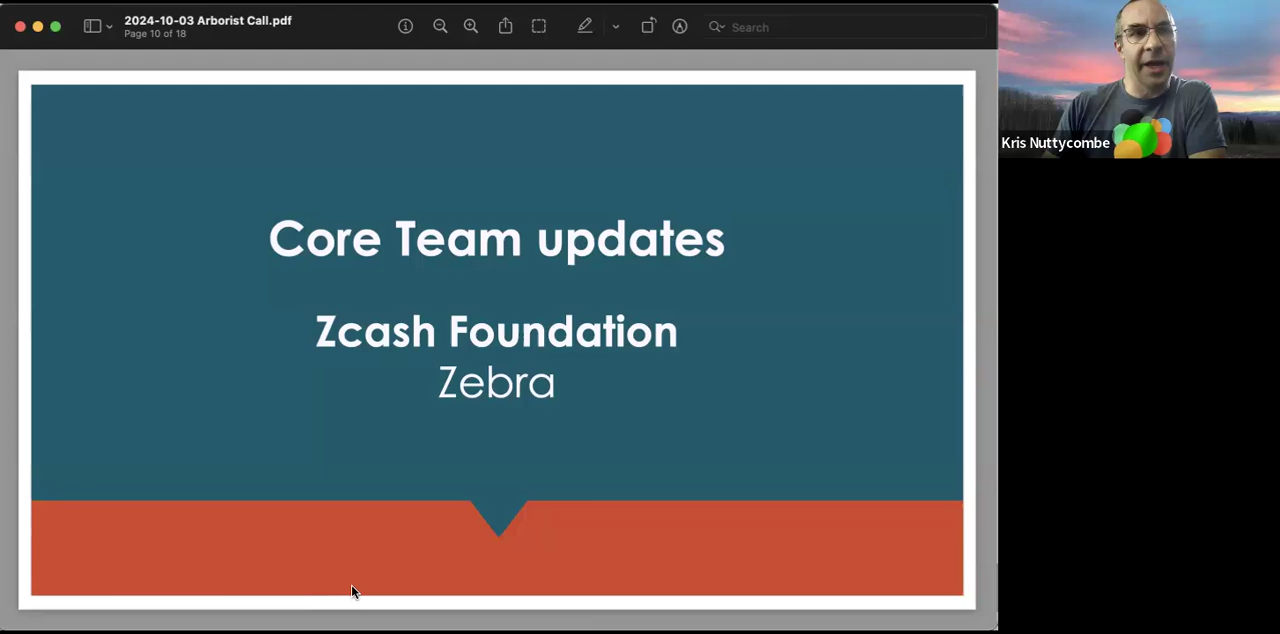 2024-10-03 Arborist Call.pdf
Page 10 of 18
Search
Core Team updates
Zcash Foundation
Zebra
Kris Nuttycombe